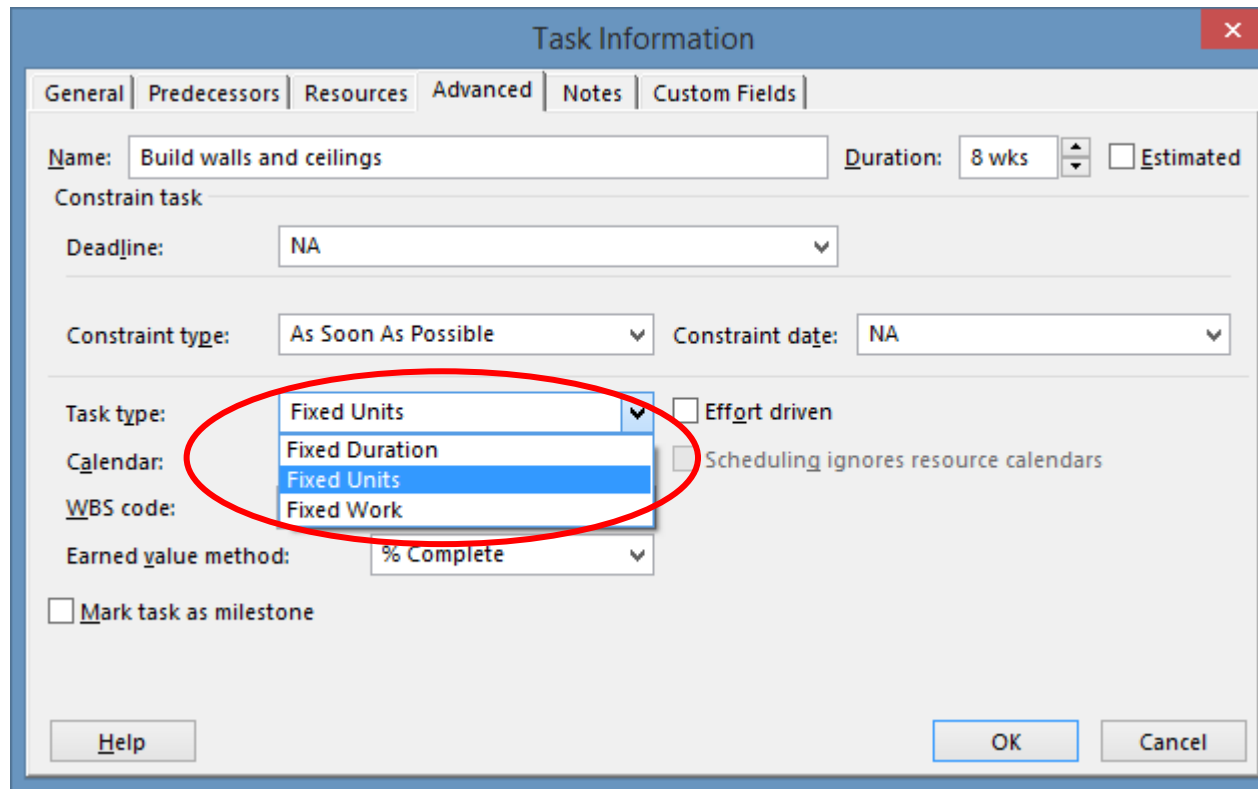 Task Information
General Predecessors Resources Advanced Notes Custom Fields
Name: Build walls and ceilings Duration: 8 wks Estimated
Constrain task
Deadline: NA
Constraint type: As Soon As Possible Constraint date: NA
Task type: Fixed Units Effort driven
Fixed Duration
Calendar: Scheduling ignores resource calendars
Fixed Units
WBS code: Fixed Work
Earned value method: % Complete
Mark task as milestone
Help OK Cancel